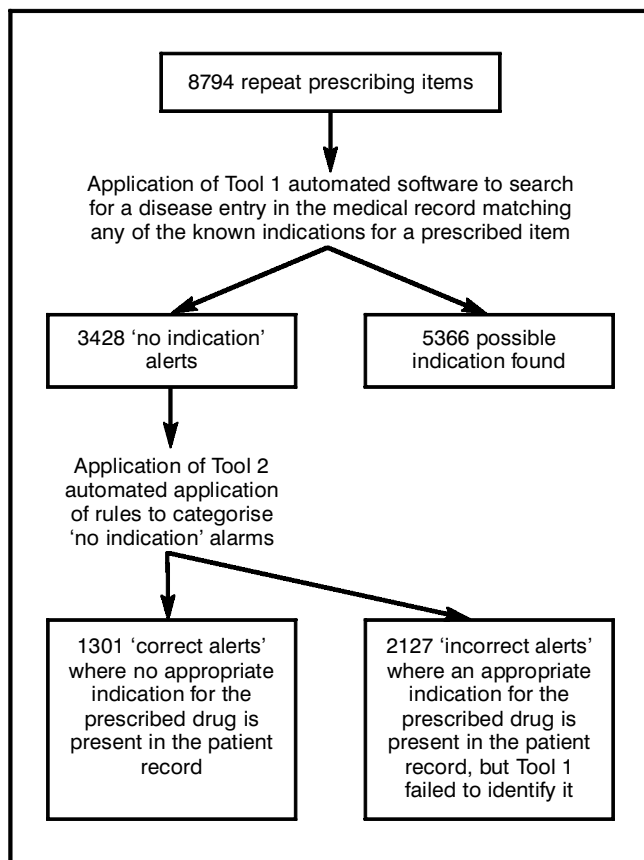 8794 repeat prescribing items
Application of Tool 1 automated software to search
for a disease entry in the medical record matching
any of the known indications for a prescribed item
3428 ‘no indication’
alerts
5366 possible
indication found
Application of Tool 2
automated application
of rules to categorise
‘no indication’ alarms
1301 ‘correct alerts’
where no appropriate
indication for the
prescribed drug is
present in the patient
record
2127 ‘incorrect alerts’
where an appropriate
indication for the
prescribed drug is
present in the patient
record, but Tool 1
failed to identify it